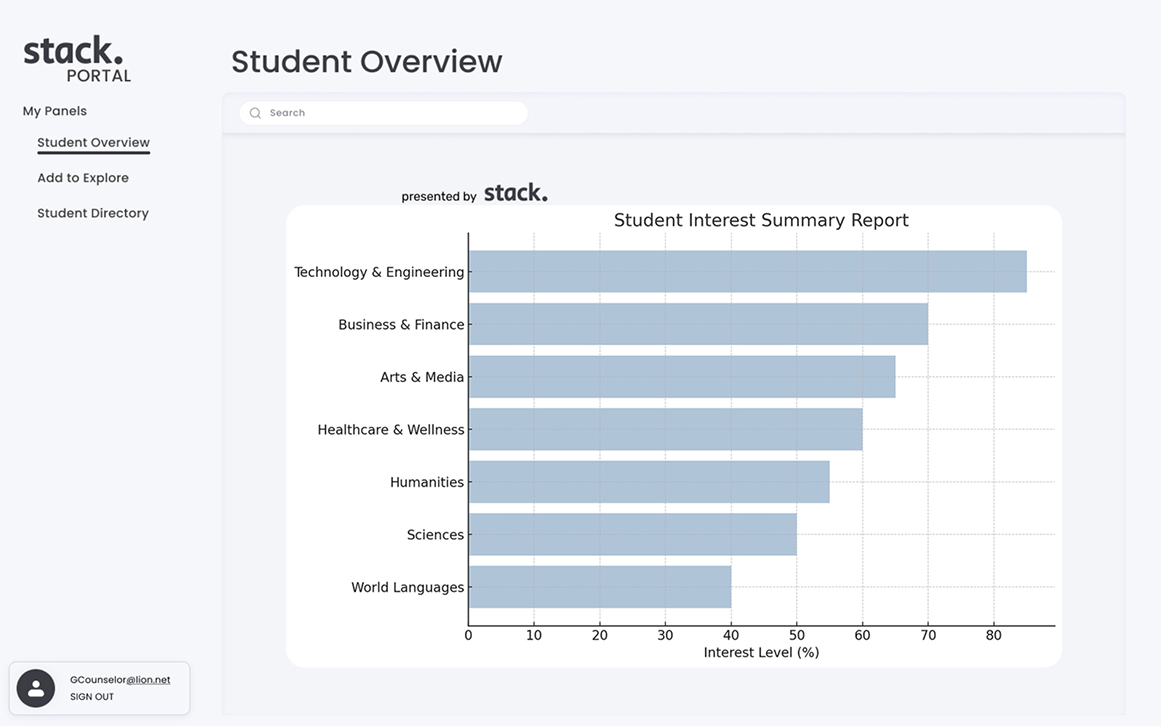 stack.
PORTAL
My Panels
Student Overview
Add to Explore
Student Directory
GCounselor@lion.net
SIGN OUT
Student Overview
Search
presented by stack.
Student Interest Summary Report
Technology & Engineering
Business & Finance
Arts & Media
Healthcare & Wellness
Humanities
Sciences
World Languages
0 10 20 30 40 50 60 70 80
Interest Level (%)